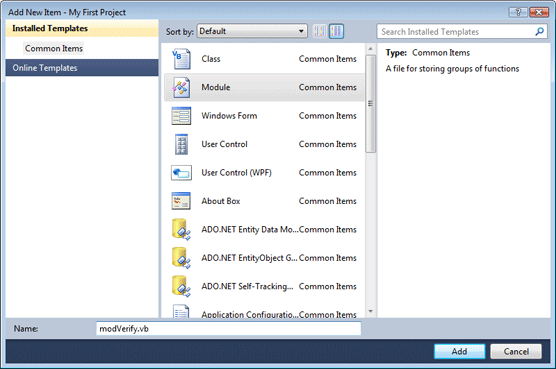 Add New Item - My First Project
Installed Templates
Common Items
Online Templates
Sort by: Default
Search Installed Templates
Class Common Items
Module Common Items
Windows Form Common Items
User Control Common Items
User Control (WPF) Common Items
About Box Common Items
ADO.NET Entity Data Mo...Common Items
ADO.NET EntityObject G...Common Items
ADO.NET Self-Tracking...Common Items
Application Configuratio...Common Items
Type: Common Items
A file for storing groups of functions
Name: modVerify.vb
Add Cancel